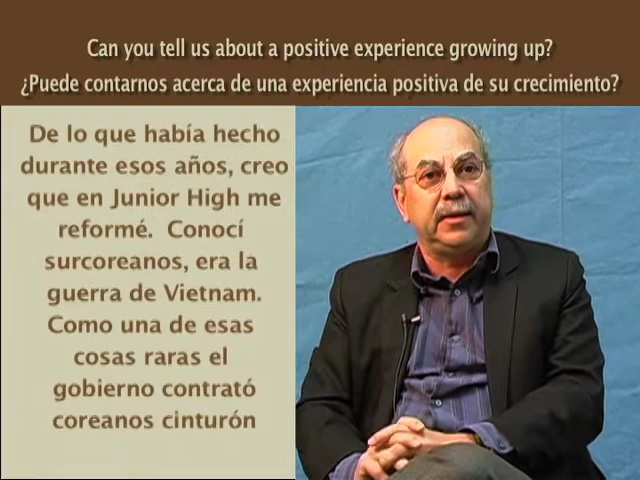 Can you tell us about a positive experience growing up?
¿Puede contarnos acerca de una experiencia positiva de su crecimiento?
De lo que había hecho
durante esos años, creo
que en Junior High me
reformé. Conocí
surcoreanos, era la
guerra de Vietnam.
Como una de esas
cosas raras el
gobierno contrató
coreanos cinturón